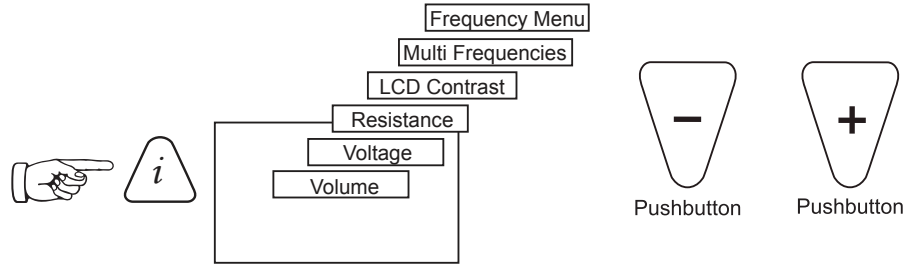 Frequency Menu
Multi Frequencies
LCD Contrast
Resistance
Voltage
Volume
i
−
+
Pushbutton
Pushbutton